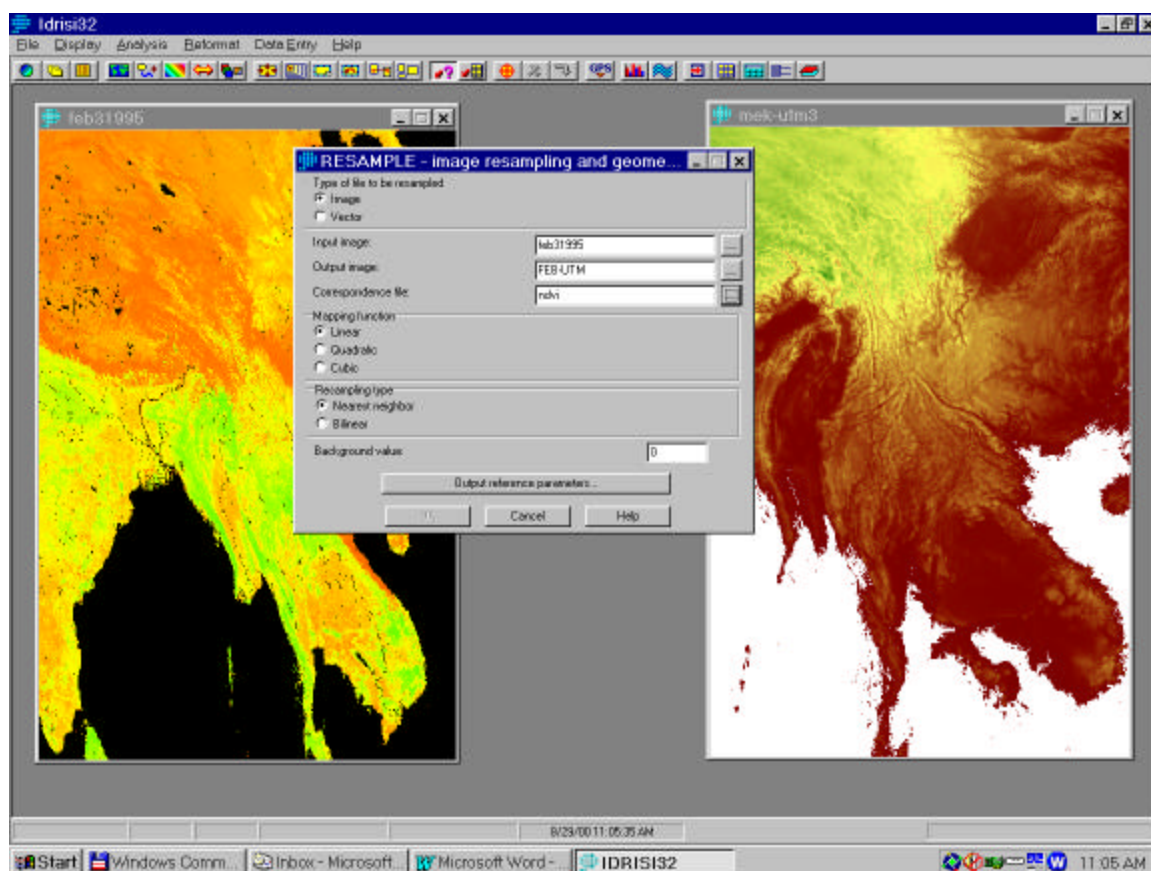 Idrisi32
File Display Analysis Reformat Data Entry Help
GPS
feb31995
mek-utm3
RESAMPLE - image resampling and geome...
Type of file to be resampled
Image
Vector
Input image: feb31995 ...
Output image: FEB-UTM ...
Correspondence file: ndvi
Mapping function
Linear
Quadratic
Cubic
Resampling type
Nearest neighbor
Bilinear
Background value 0
Output reference parameters...
Cancel Help
8/29/00 11:05:35 AM
Start Windows Comm... Inbox - Microsoft... Microsoft Word - ... IDRISI32 11:05 AM